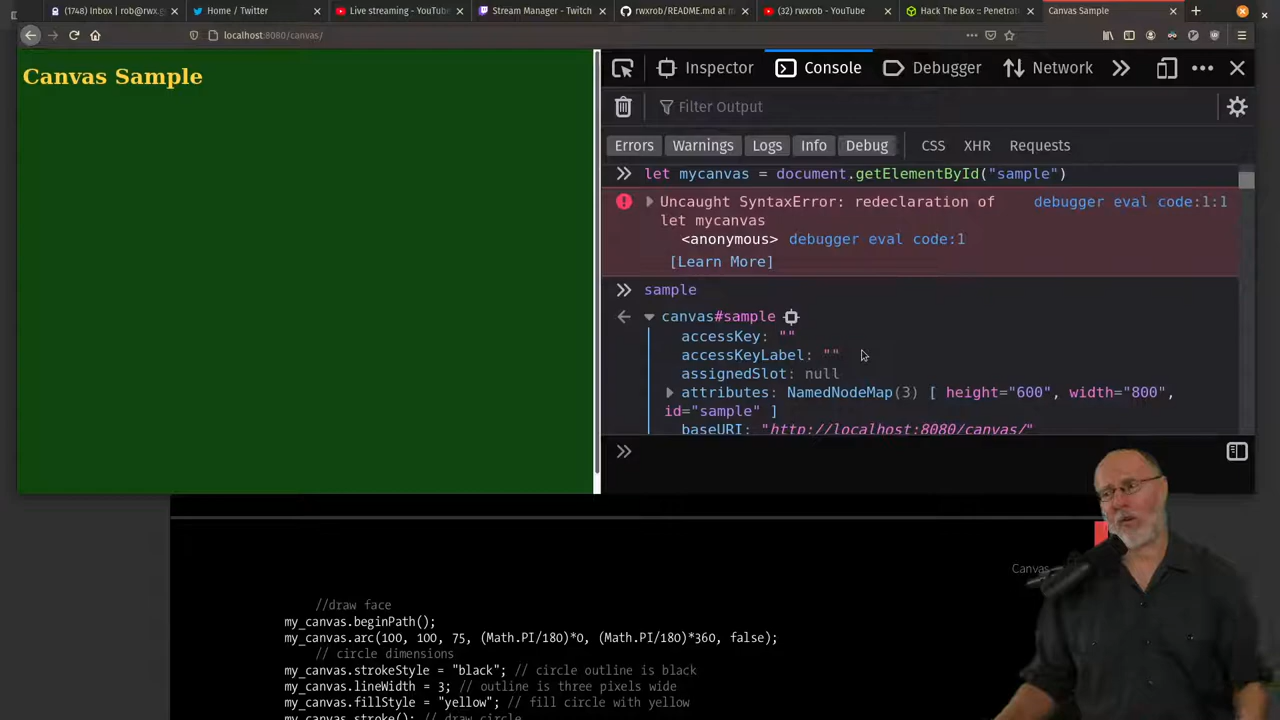 (1748) Inbox | rob@rwx.g
Home / Twitter
Live streaming - YouTube
Stream Manager - Twitch
rwxrob/README.md at m
(32) rwxrob - YouTube
Hack The Box :: Penetrat
Canvas Sample
localhost:8080/canvas/
Canvas Sample
Inspector
Console
Debugger
Network
Filter Output
Errors
Warnings
Logs
Info
Debug
CSS
XHR
Requests
let mycanvas = document.getElementById("sample")
Uncaught SyntaxError: redeclaration of debugger eval code:1:1
let mycanvas
<anonymous> debugger eval code:1
[Learn More]
sample
canvas#sample
accessKey: ""
accessKeyLabel: ""
assignedSlot: null
attributes: NamedNodeMap(3) [ height="600", width="800",
id="sample" ]
baseURI: "http://localhost:8080/canvas/"
Canvas
//draw face
my_canvas.beginPath();
my_canvas.arc(100, 100, 75, (Math.PI/180)*0, (Math.PI/180)*360, false);
// circle dimensions
my_canvas.strokeStyle = "black"; // circle outline is black
my_canvas.lineWidth = 3; // outline is three pixels wide
my_canvas.fillStyle = "yellow"; // fill circle with yellow
my_canvas.stroke(); // draw circle